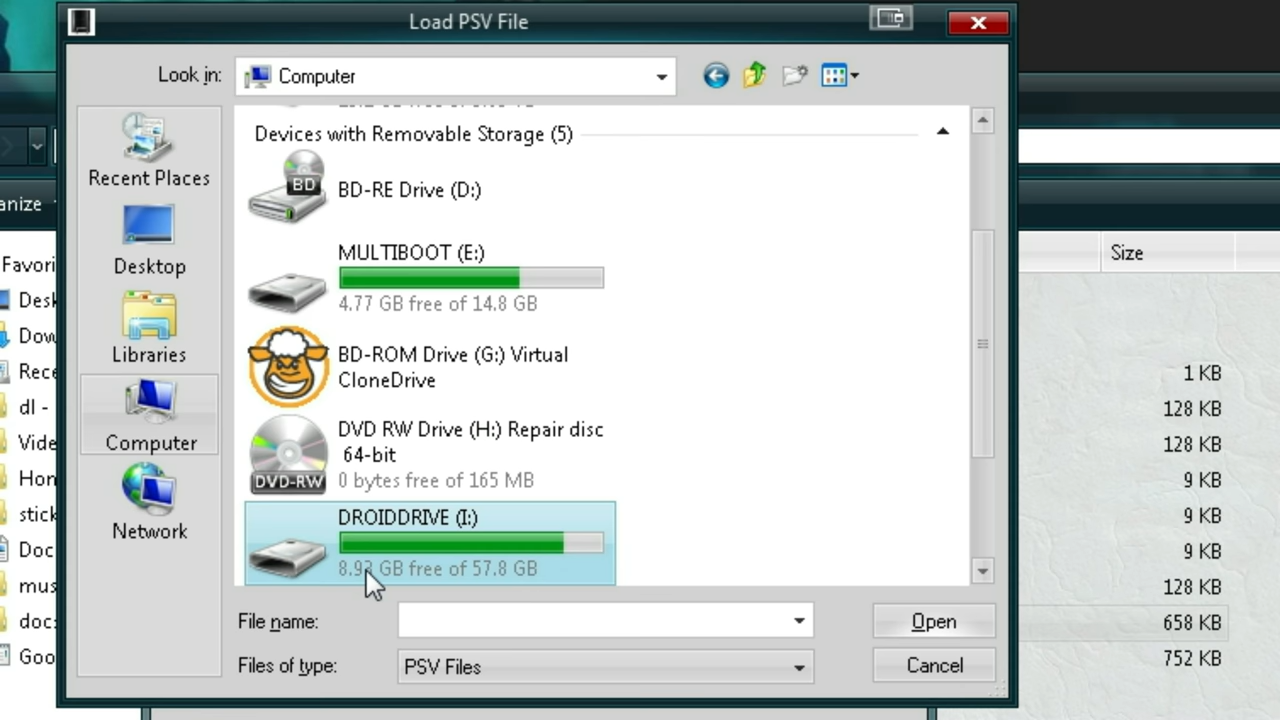 Load PSV File
Look in:
Computer
Devices with Removable Storage (5)
Recent Places
Desktop
Libraries
Computer
Network
BD
BD-RE Drive (D:)
MULTIBOOT (E:)
4.77 GB free of 14.8 GB
BD-ROM Drive (G:) Virtual
CloneDrive
DVD RW Drive (H:) Repair disc
64-bit
DVD-RW
0 bytes free of 165 MB
DROIDDRIVE (I:)
8.93 GB free of 57.8 GB
File name:
Open
Files of type:
PSV Files
Cancel
anize
Favori
Desk
Dow
Rece
dl -
Vide
Hon
stick
Doc
mus
docs
Goo
Size
1 KB
128 KB
128 KB
9 KB
9 KB
9 KB
128 KB
658 KB
752 KB